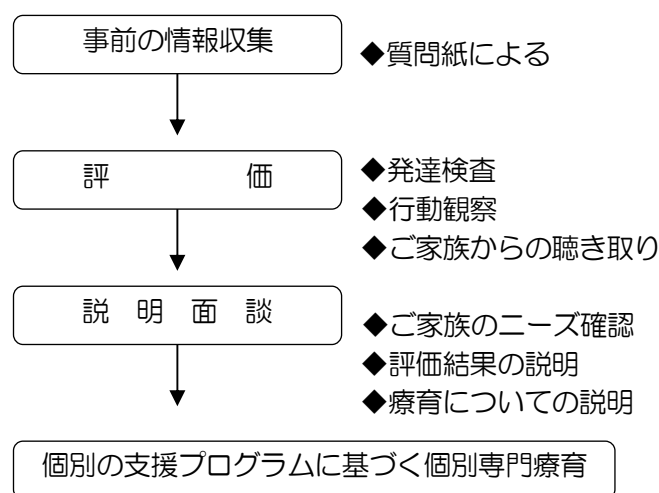 事前の情報収集
◆質問紙による
評 価
◆発達検査
◆行動観察
◆ご家族からの聴き取り
説 明 面 談
◆ご家族のニーズ確認
◆評価結果の説明
◆療育についての説明
個別の支援プログラムに基づく個別専門療育